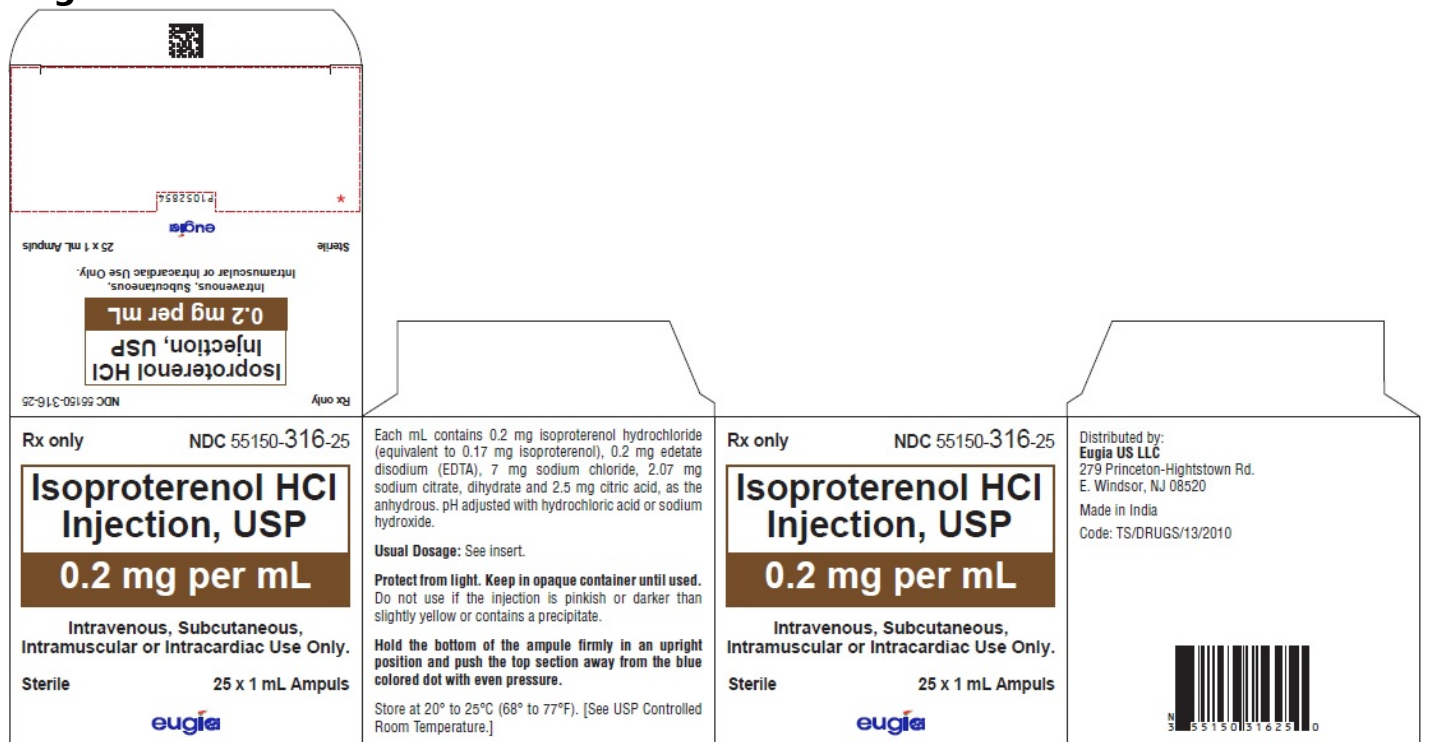 P1052854
*
eugia
Sterile 25 x 1 mL Ampuls
Intravenous, Subcutaneous,
Intramuscular or Intracardiac Use Only.
0.2 mg per mL
Isoproterenol HCl
Injection, USP
Rx only NDC 55150-316-25
Rx only NDC 55150-316-25
Isoproterenol HCl
Injection, USP
0.2 mg per mL
Intravenous, Subcutaneous,
Intramuscular or Intracardiac Use Only.
Sterile 25 x 1 mL Ampuls
eugia
Each mL contains 0.2 mg isoproterenol hydrochloride
(equivalent to 0.17 mg isoproterenol), 0.2 mg edetate
disodium (EDTA), 7 mg sodium chloride, 2.07 mg
sodium citrate, dihydrate and 2.5 mg citric acid, as the
anhydrous. pH adjusted with hydrochloric acid or sodium
hydroxide.
Usual Dosage: See insert.
Protect from light. Keep in opaque container until used.
Do not use if the injection is pinkish or darker than
slightly yellow or contains a precipitate.
Hold the bottom of the ampule firmly in an upright
position and push the top section away from the blue
colored dot with even pressure.
Store at 20° to 25°C (68° to 77°F). [See USP Controlled
Room Temperature.]
Rx only NDC 55150-316-25
Isoproterenol HCl
Injection, USP
0.2 mg per mL
Intravenous, Subcutaneous,
Intramuscular or Intracardiac Use Only.
Sterile 25 x 1 mL Ampuls
eugia
Distributed by:
Eugia US LLC
279 Princeton-Hightstown Rd.
E. Windsor, NJ 08520
Made in India
Code: TS/DRUGS/13/2010
N
3 55150 31625 0